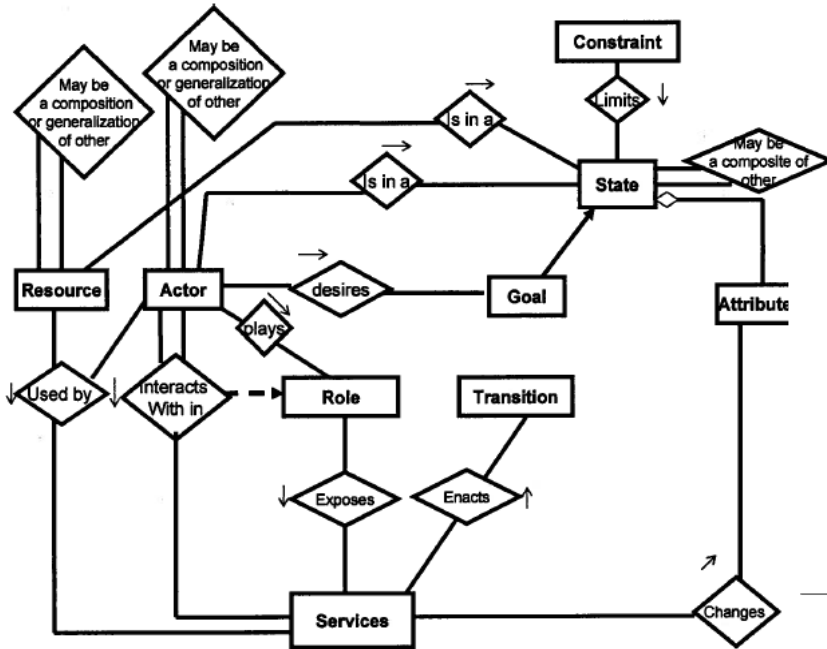 May be
a composition
or generalization
of other
May be
a composition
or generalization
of other
Constraint
Limits
Is in a
Is in a
State
May be
a composite of
other
Resource
Actor
desires
Goal
Attribute
plays
Used by
Interacts
With in
Role
Transition
Exposes
Enacts
Services
Changes